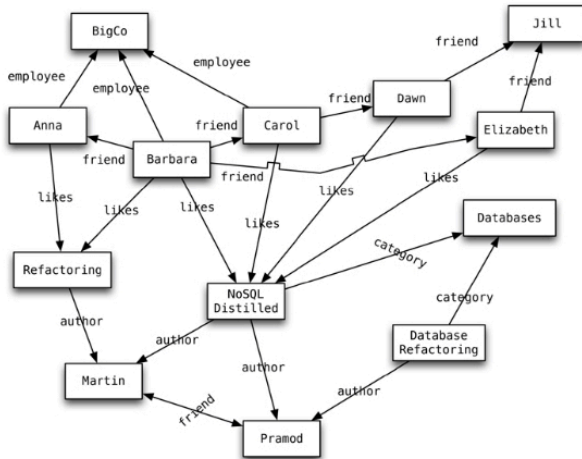 BigCo
Jill
friend
employee
employee
employee
Anna
Barbara
Carol
Dawn
Elizabeth
friend
friend
friend
friend
friend
likes
likes
likes
likes
likes
likes
Refactoring
NoSQL
Distilled
Databases
category
category
Database
Refactoring
author
author
author
author
Martin
friend
Pramod